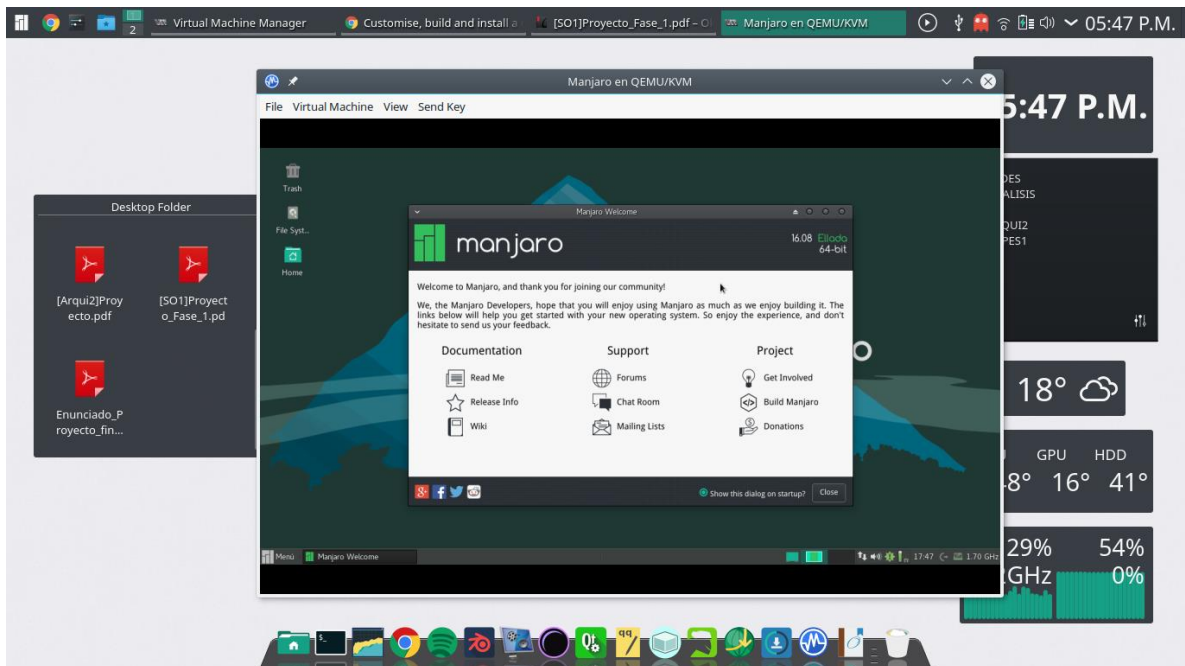 2
Virtual Machine Manager
Customise, build and install a
[SO1]Proyecto_Fase_1.pdf – O
Manjaro en QEMU/KVM
05:47 P.M.
Manjaro en QEMU/KVM
File Virtual Machine View Send Key
5:47 P.M.
DES
ALISIS
QUI2
PES1
Desktop Folder
[Arqui2]Proy
ecto.pdf
[SO1]Proyect
o_Fase_1.pd
Enunciado_P
royecto_fin...
Trash
File Syst..
Home
Manjaro Welcome
manjaro
16.08 Ellada
64-bit
Welcome to Manjaro, and thank you for joining our community!
We, the Manjaro Developers, hope that you will enjoy using Manjaro as much as we enjoy building it. The
links below will help you get started with your new operating system. So enjoy the experience, and don't
hesitate to send us your feedback.
Documentation
Support
Project
Read Me
Forums
Get Involved
Release Info
Chat Room
Build Manjaro
Wiki
Mailing Lists
Donations
O
Show this dialog on startup?
Close
Menú
Manjaro Welcome
17:47
1.70 GHz
18°
GPU HDD
8° 16° 41°
29% 54%
GHz 0%